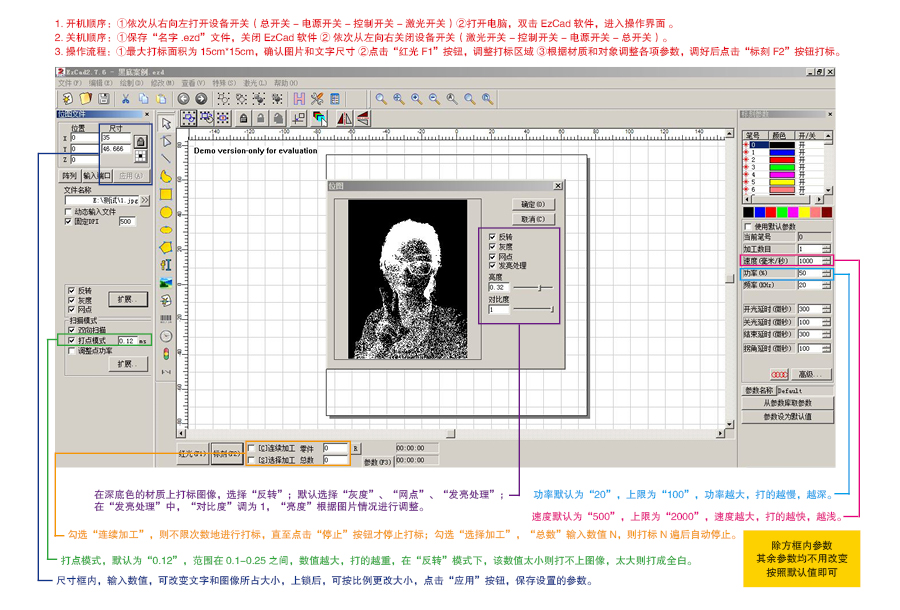 1. 开机顺序：①依次从右向左打开设备开关（总开关－电源开关－控制开关－激光开关）②打开电脑，双击 EzCad 软件，进入操作界面 。
2. 关机顺序：①保存“名字 .ezd”文件，关闭 EzCad 软件 ② 依次从左向右关闭设备开关（激光开关－控制开关－电源开关－总开关）。
3. 操作流程：①最大打标面积为 15cm*15cm，确认图片和文字尺寸 ②点击“红光 F1”按钮，调整打标区域 ③根据材质和对象调整各项参数，调好后点击“标刻 F2”按钮打标。
EzCad2.7.6 - 黑底案例.ezd
文件(F) 编辑(E) 绘制(D) 修改(M) 查看(V) 特殊(S) 激光(L) 帮助(H)
位图文件
位置 尺寸
X 0 35
Y 0 46.666
Z 0
阵列 输入端口 应用(A)
文件名称
E:\测试\1.jpg >>
动态输入文件
固定DPI 500
反转
灰度
网点
扩展..
扫描模式
双向扫描
打点模式 0.12 ms
调整点功率
扩展..
Demo version-only for evaluation
位图
确定(O)
取消(C)
反转
灰度
网点
发亮处理
亮度
0.32
对比度
1
标刻参数
笔号 颜色 开/关
0 开
1 开
2 开
3 开
4 开
5 开
6 开
使用默认参数
当前笔号 0
加工数目 1
速度(毫米/秒) 1000
功率(%) 50
频率(KHz) 20
开光延时(微秒) 300
关光延时(微秒) 100
结束延时(微秒) 300
拐角延时(微秒) 100
高级...
参数名称 Default
从参数库取参数
参数设为默认值
红光(F1) 标刻(F2) [C]连续加工 零件 0 R 00:00:00
[S]选择加工 总数 0 参数(F3) 00:00:00
在深底色的材质上打标图像，选择“反转”；默认选择“灰度”、“网点”、“发亮处理”；
在“发亮处理”中，“对比度”调为 1，“亮度”根据图片情况进行调整。
功率默认为“20”，上限为“100”，功率越大，打的越慢，越深。
速度默认为“500”，上限为“2000”，速度越大，打的越快，越浅。
勾选“连续加工”，则不限次数地进行打标，直至点击“停止”按钮才停止打标；勾选“选择加工”，“总数”输入数值 N，则打标 N 遍后自动停止。
打点模式，默认为“0.12”，范围在 0.1–0.25 之间，数值越大，打的越重，在“反转”模式下，该数值太小则打不上图像，太大则打成全白。
尺寸框内，输入数值，可改变文字和图像所占大小，上锁后，可按比例更改大小，点击“应用”按钮，保存设置的参数。
除方框内参数
其余参数均不用改变
按照默认值即可